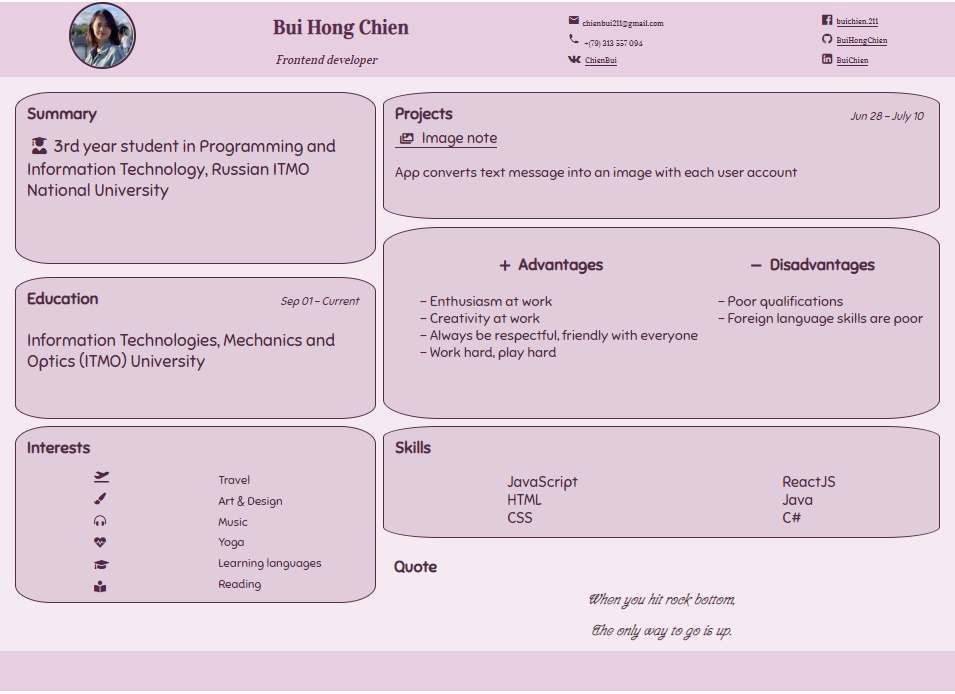 Bui Hong Chien
Frontend developer
chienbui211@gmail.com
+(79) 313 557 094
ChienBui
buichien.211
BuiHongChien
BuiChien
Summary
3rd year student in Programming and
Information Technology, Russian ITMO
National University
Education
Sep 01 – Current
Information Technologies, Mechanics and
Optics (ITMO) University
Interests
Travel
Art & Design
Music
Yoga
Learning languages
Reading
Projects
Jun 28 – July 10
Image note
App converts text message into an image with each user account
+ Advantages
– Enthusiasm at work
– Creativity at work
– Always be respectful, friendly with everyone
– Work hard, play hard
– Disadvantages
– Poor qualifications
– Foreign language skills are poor
Skills
JavaScript
HTML
CSS
ReactJS
Java
C#
Quote
When you hit rock bottom,
The only way to go is up.